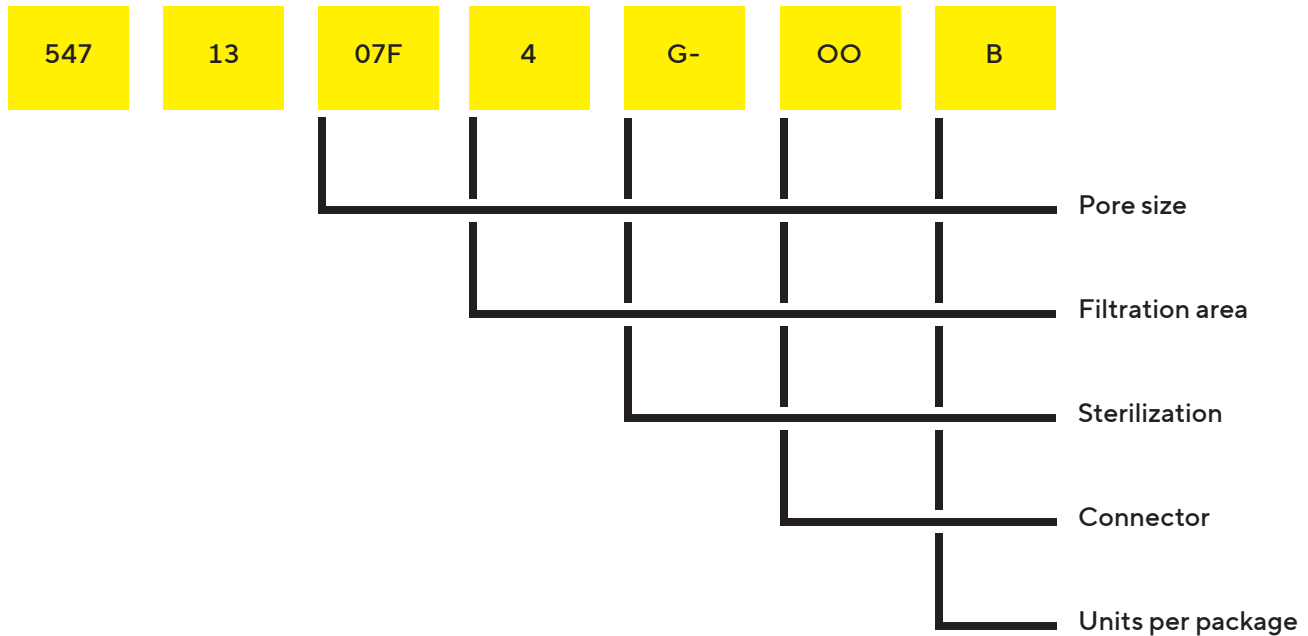 547 13 07F 4 G- OO B
Pore size
Filtration area
Sterilization
Connector
Units per package